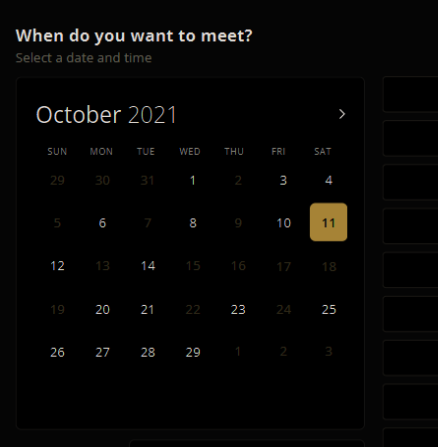 When do you want to meet?
Select a date and time
October 2021
SUN MON TUE WED THU FRI SAT
29 30 31 1 2 3 4
5 6 7 8 9 10 11
12 13 14 15 16 17 18
19 20 21 22 23 24 25
26 27 28 29 1 2 3